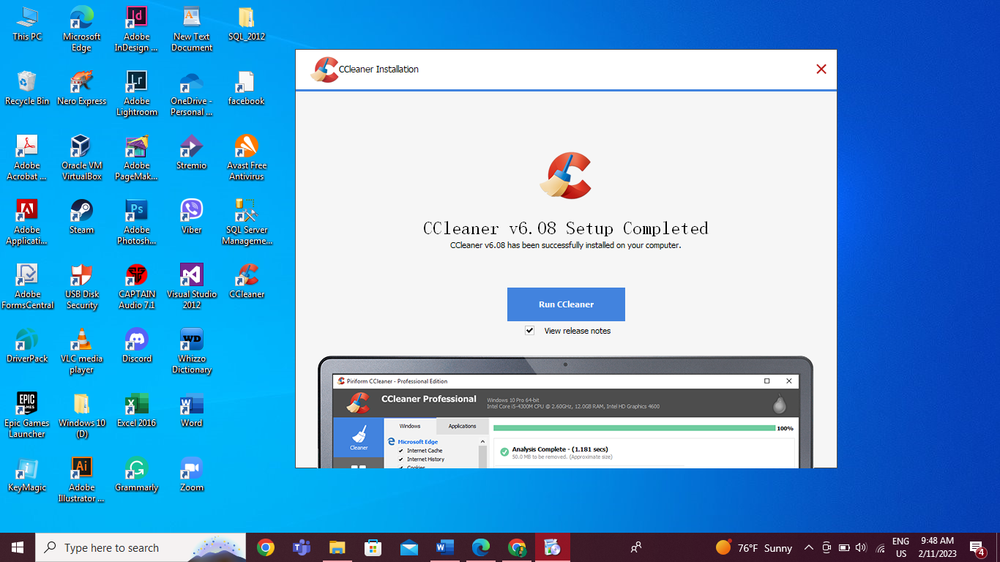 This PC
Microsoft
Edge
Adobe
InDesign ...
New Text
Document
SQL_2012
Recycle Bin
Nero Express
Adobe
Lightroom
OneDrive -
Personal ...
facebook
Adobe
Acrobat ...
Oracle VM
VirtualBox
Adobe
PageMak...
Stremio
Avast Free
Antivirus
Adobe
Applicati...
Steam
Adobe
Photosh...
Viber
SQL Server
Manageme...
Adobe
FormsCentral
USB Disk
Security
CAPTAIN
Audio 7.1
Visual Studio
2012
CCleaner
DriverPack
VLC media
player
Discord
Whizzo
Dictionary
Epic Games
Launcher
Windows 10
(D)
Excel 2016
Word
KeyMagic
Adobe
Illustrator ...
Grammarly
Zoom
CCleaner Installation
CCleaner v6.08 Setup Completed
CCleaner v6.08 has been successfully installed on your computer.
Run CCleaner
View release notes
Piriform CCleaner - Professional Edition
CCleaner Professional
Windows 10 Pro 64-bit
Intel Core i5-4300M CPU @ 2.60GHz, 12.0GB RAM, Intel HD Graphics 4600
Cleaner
Windows
Applications
100%
Microsoft Edge
Internet Cache
Internet History
Cookies
Analysis Complete - (1.181 secs)
50.0 MB to be removed. (Approximate size)
Type here to search
76°F Sunny
ENG
US
9:48 AM
2/11/2023
4